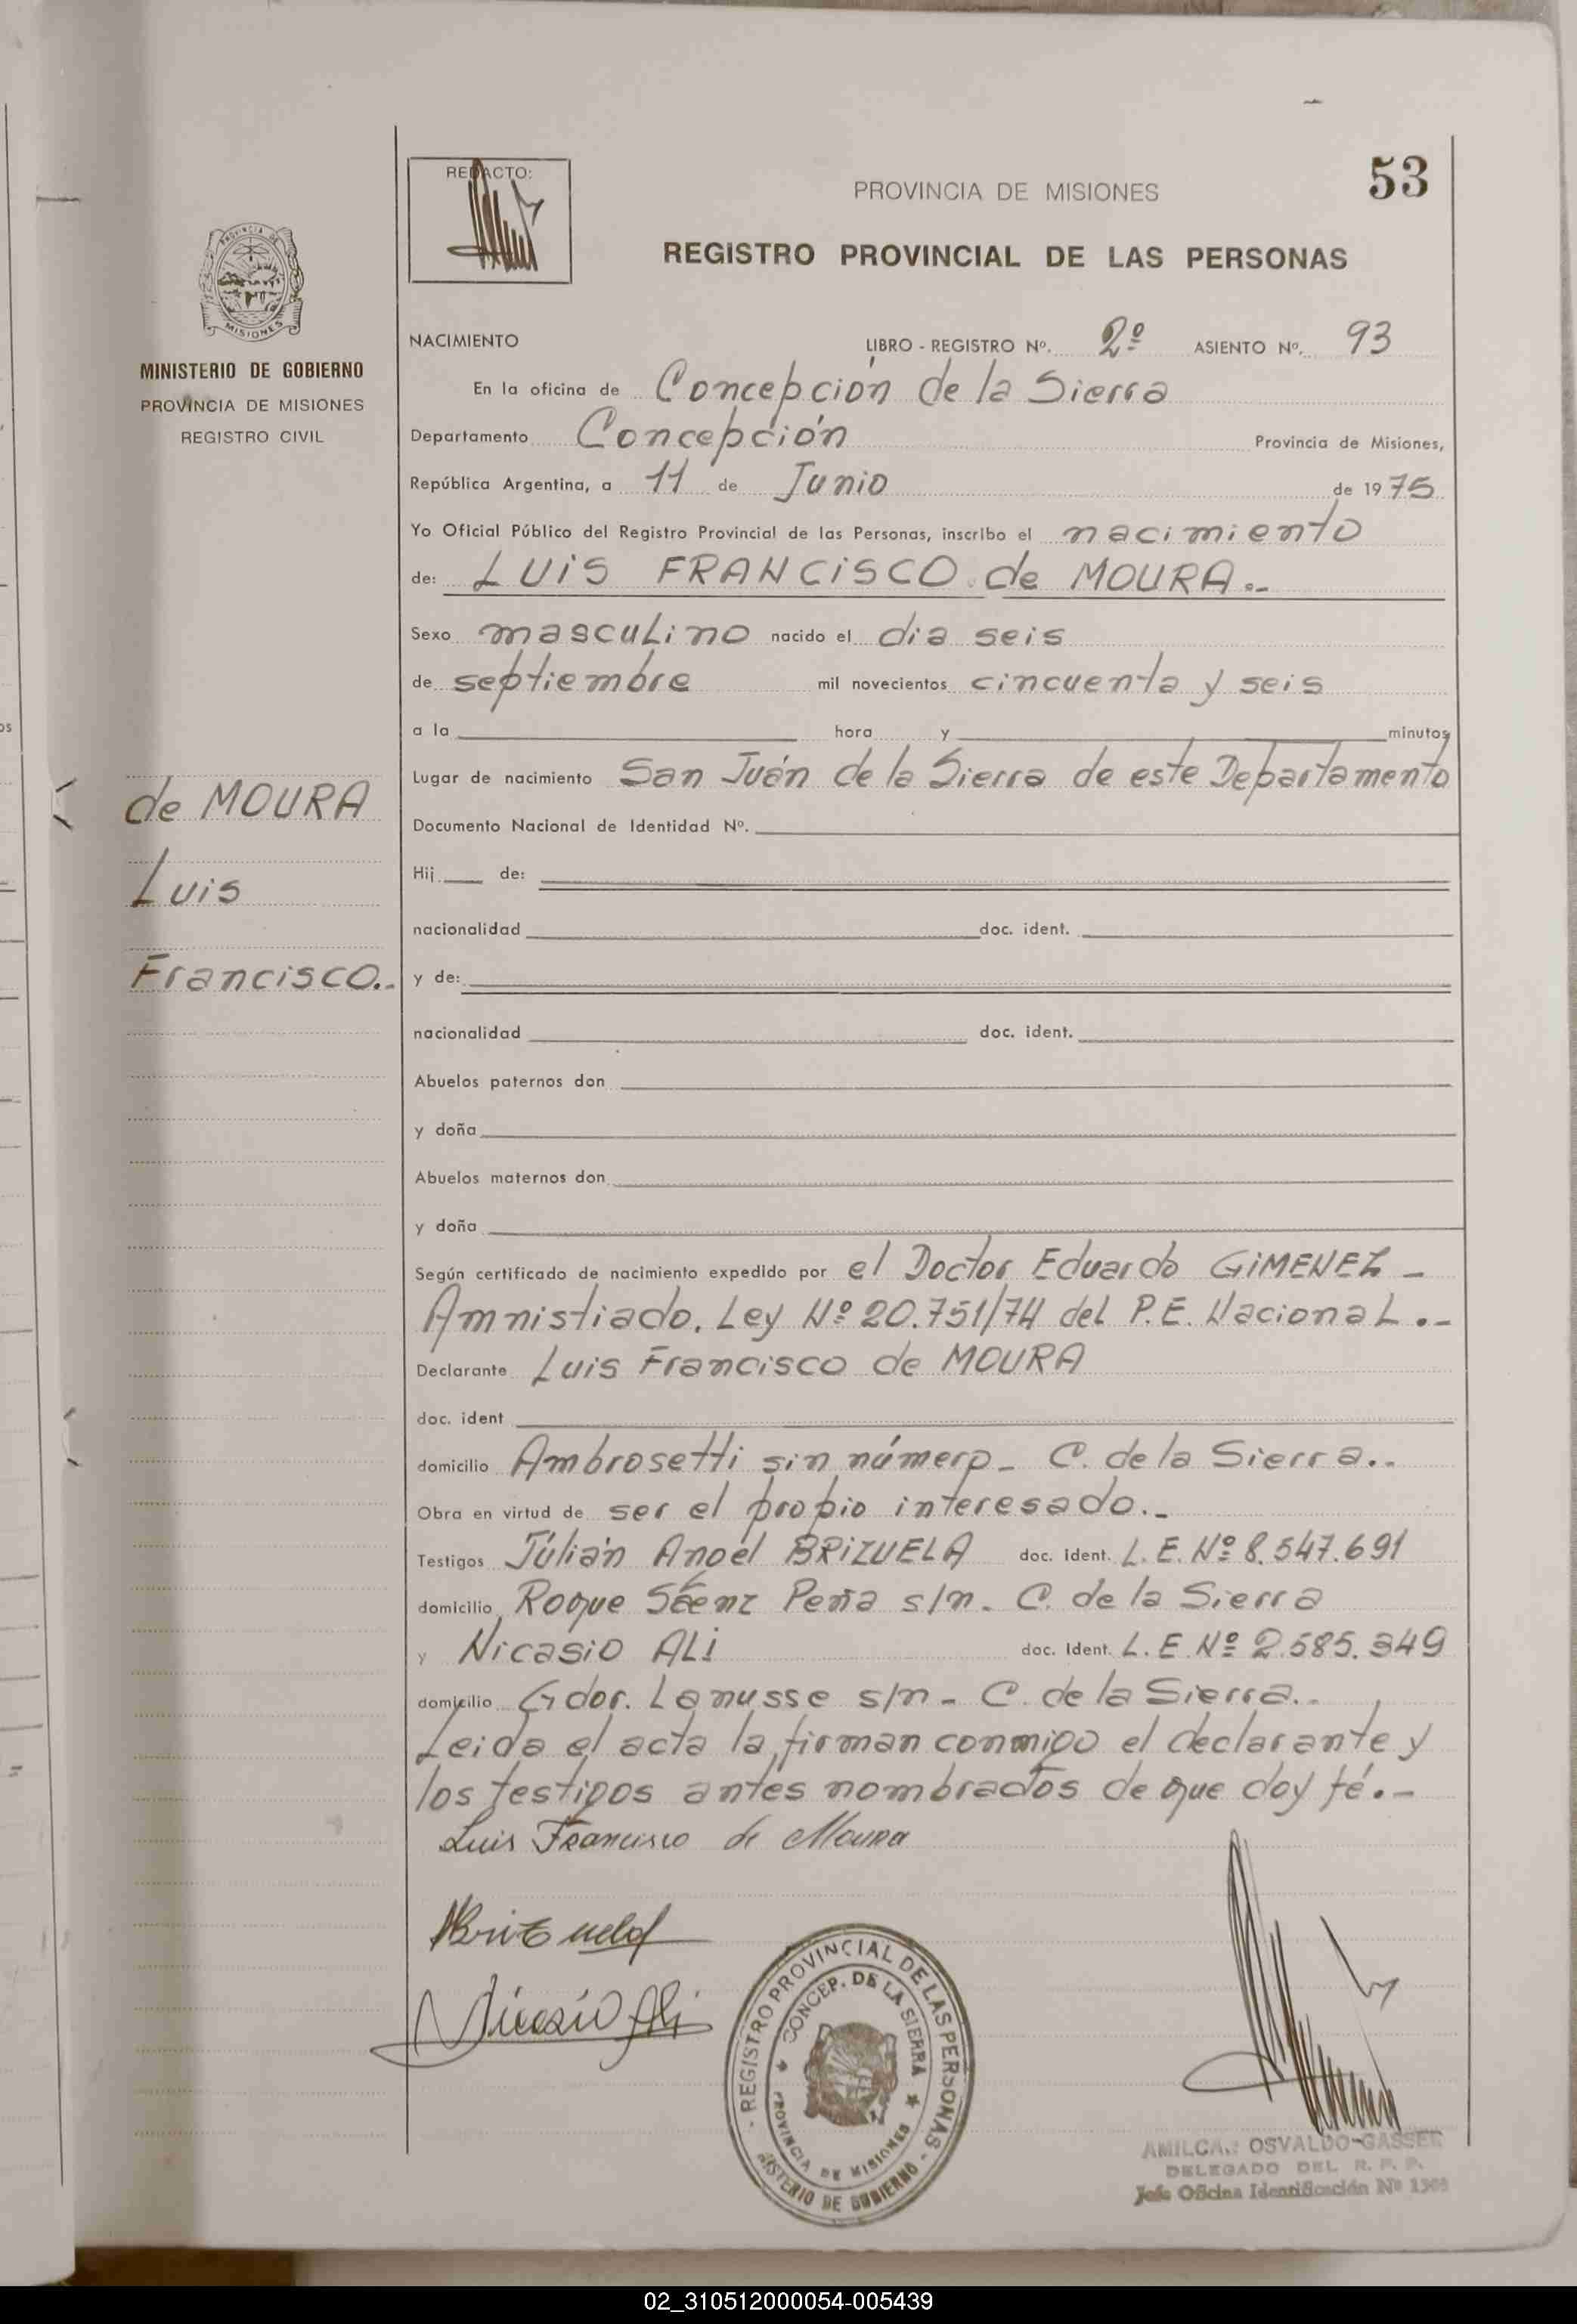 53
REDACTO:
PROVINCIA DE MISIONES
REGISTRO PROVINCIAL DE LAS PERSONAS
PROVINCIA DE
MISIONES
MINISTERIO DE GOBIERNO
PROVINCIA DE MISIONES
REGISTRO CIVIL
de MOURA
Luis
Francisco.-
NACIMIENTO LIBRO - REGISTRO Nº. 2º ASIENTO Nº. 93
En la oficina de Concepción de la Sierra
Departamento Concepción Provincia de Misiones,
República Argentina, a 11 de Junio de 1975
Yo Oficial Público del Registro Provincial de las Personas, inscribo el nacimiento
de: LUIS FRANCISCO de MOURA.-
Sexo masculino nacido el dia seis
de septiembre mil novecientos cincuenta y seis
a la hora y minutos
Lugar de nacimiento San Juán de la Sierra de este Departamento
Documento Nacional de Identidad Nº.
Hij de:
nacionalidad doc. ident.
y de:
nacionalidad doc. ident.
Abuelos paternos don
y doña
Abuelos maternos don
y doña
Según certificado de nacimiento expedido por el Doctor Eduardo GIMENEZ -
Amnistiado. Ley Nº 20.751/74 del P.E. Nacional.-
Declarante Luis Francisco de MOURA
doc. ident
domicilio Ambrosetti sin número - C. de la Sierra..
Obra en virtud de ser el propio interesado.-
Testigos Júlián Angel BRIZUELA doc. ident. L.E. Nº 8.547.691
domicilio Roque Sáenz Peña s/n. C. de la Sierra
y Nicasio ALI doc. Ident. L.E Nº 2.585.349
domicilio Gdor. Lanusse s/n - C. de la Sierra..
Leida el acta la firman conmigo el declarante y
los testigos antes nombrados de que doy fé.-
Luis Francisco de Moura
Brizuela
Nicasio Ali
- REGISTRO PROVINCIAL DE LAS PERSONAS -
CONCEP. DE LA SIERRA
PROVINCIA DE MISIONES
MINISTERIO DE GOBIERNO
AMILCAR OSVALDO GASSER
DELEGADO DEL R. P. P.
Jefe Oficina Identificación Nº
02_310512000054-005439